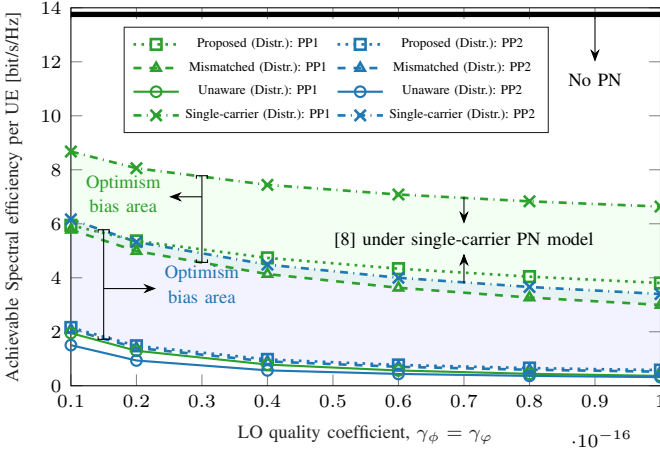 14
12
10
8
6
4
2
0
Achievable Spectral efficiency per UE [bit/s/Hz]
Proposed (Distr.): PP1 Proposed (Distr.): PP2
Mismatched (Distr.): PP1 Mismatched (Distr.): PP2
Unaware (Distr.): PP1 Unaware (Distr.): PP2
Single-carrier (Distr.): PP1 Single-carrier (Distr.): PP2
No PN
Optimism
bias area
[8] under single-carrier PN model
Optimism
bias area
0.1 0.2 0.3 0.4 0.5 0.6 0.7 0.8 0.9 1
LO quality coefficient, γ_ϕ = γ_φ
·10−16